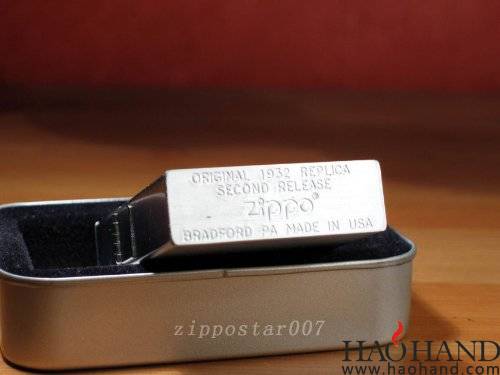 ORIGINAL 1932 REPLICA
SECOND RELEASE
Zippo®
BRADFORD PA MADE IN USA
zippostar007
HAOHAND
www.haohand.com